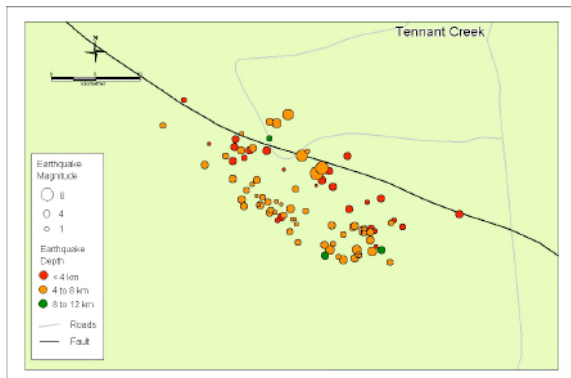 Tennant Creek
kilometres
Earthquake
Magnitude
8
4
1
Earthquake
Depth
< 4 km
4 to 8 km
8 to 12 km
Roads
Fault